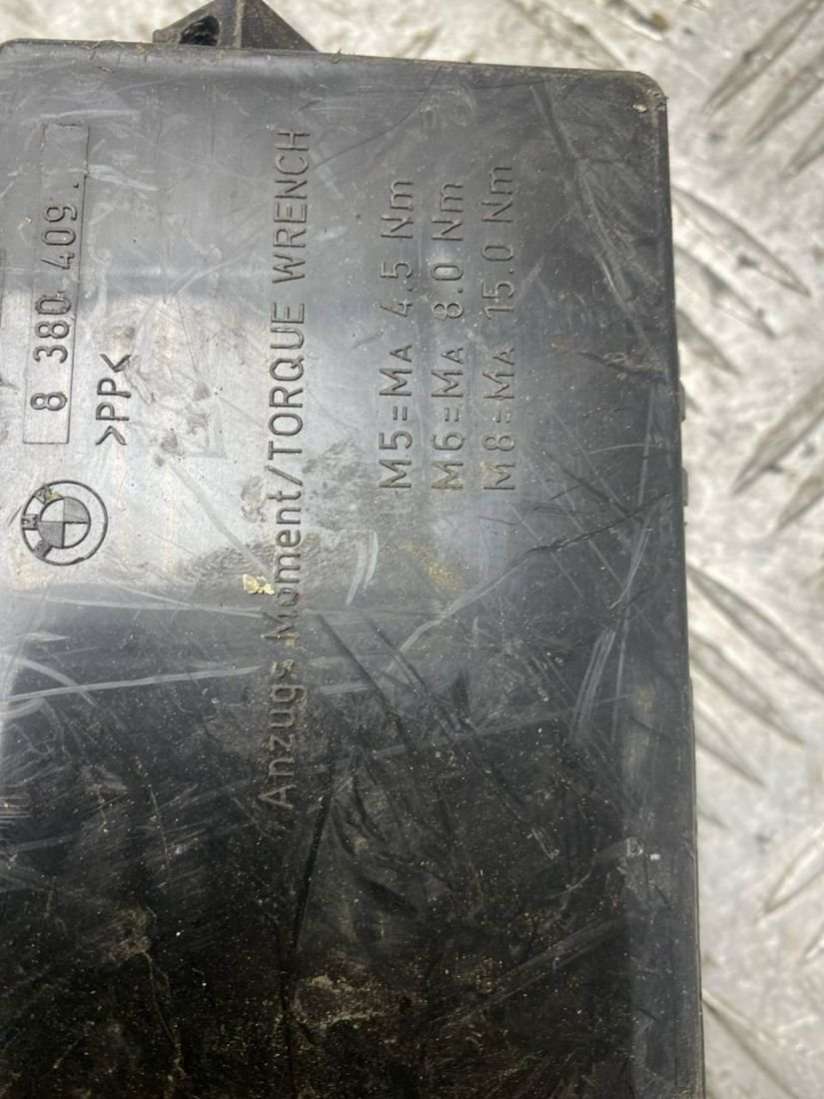 8 380 409.
>PP<
Anzugs Moment/TORQUE WRENCH
M5=MA 4.5 Nm
M6=MA 8.0 Nm
M8=MA 15.0 Nm